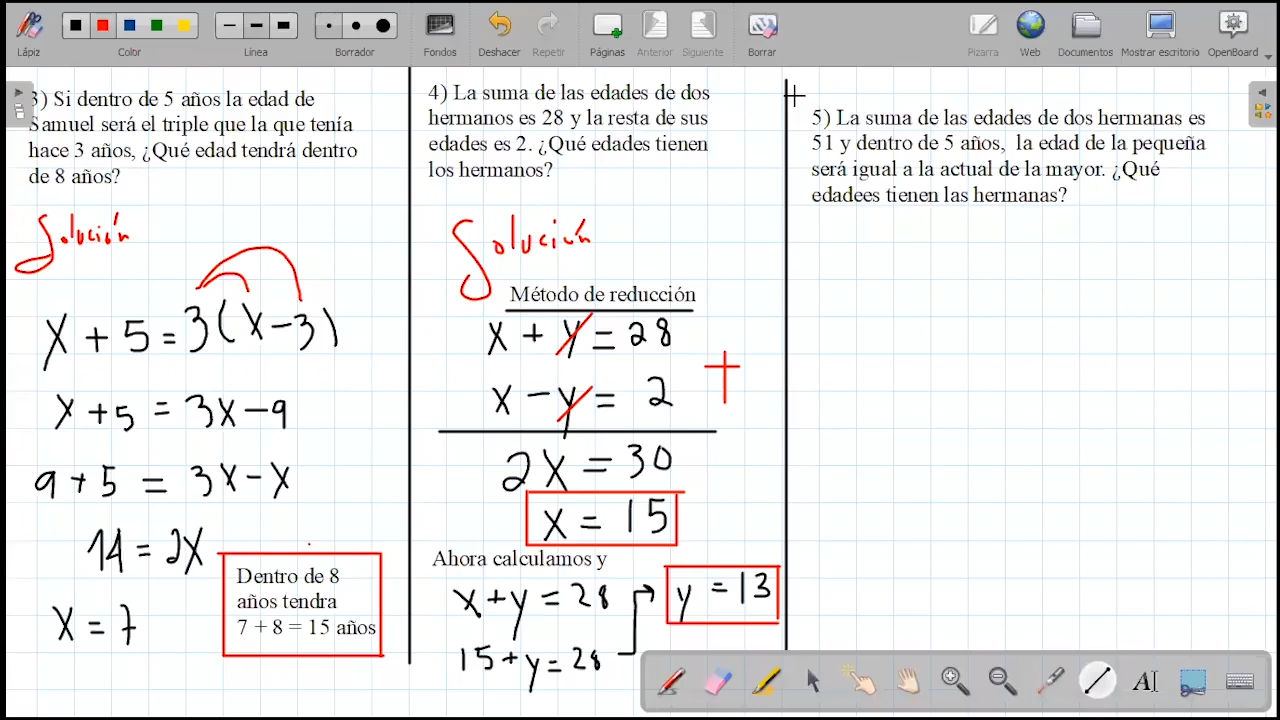 Lápiz
Color
Línea
Borrador
Fondos
Deshacer
Repetir
Páginas
Anterior
Siguiente
Borrar
Pizarra
Web
Documentos
Mostrar escritorio
OpenBoard
3) Si dentro de 5 años la edad de
Samuel será el triple que la que tenía
hace 3 años, ¿Qué edad tendrá dentro
de 8 años?
Solución
x + 5 = 3(x - 3)
x + 5 = 3x - 9
9 + 5 = 3x - x
14 = 2x
x = 7
Dentro de 8
años tendra
7 + 8 = 15 años
4) La suma de las edades de dos
hermanos es 28 y la resta de sus
edades es 2. ¿Qué edades tienen
los hermanos?
Solución
Método de reducción
x + y = 28
x - y = 2
+
2x = 30
x = 15
Ahora calculamos y
x + y = 28
15 + y = 28
y = 13
5) La suma de las edades de dos hermanas es
51 y dentro de 5 años, la edad de la pequeña
será igual a la actual de la mayor. ¿Qué
edadees tienen las hermanas?
AI